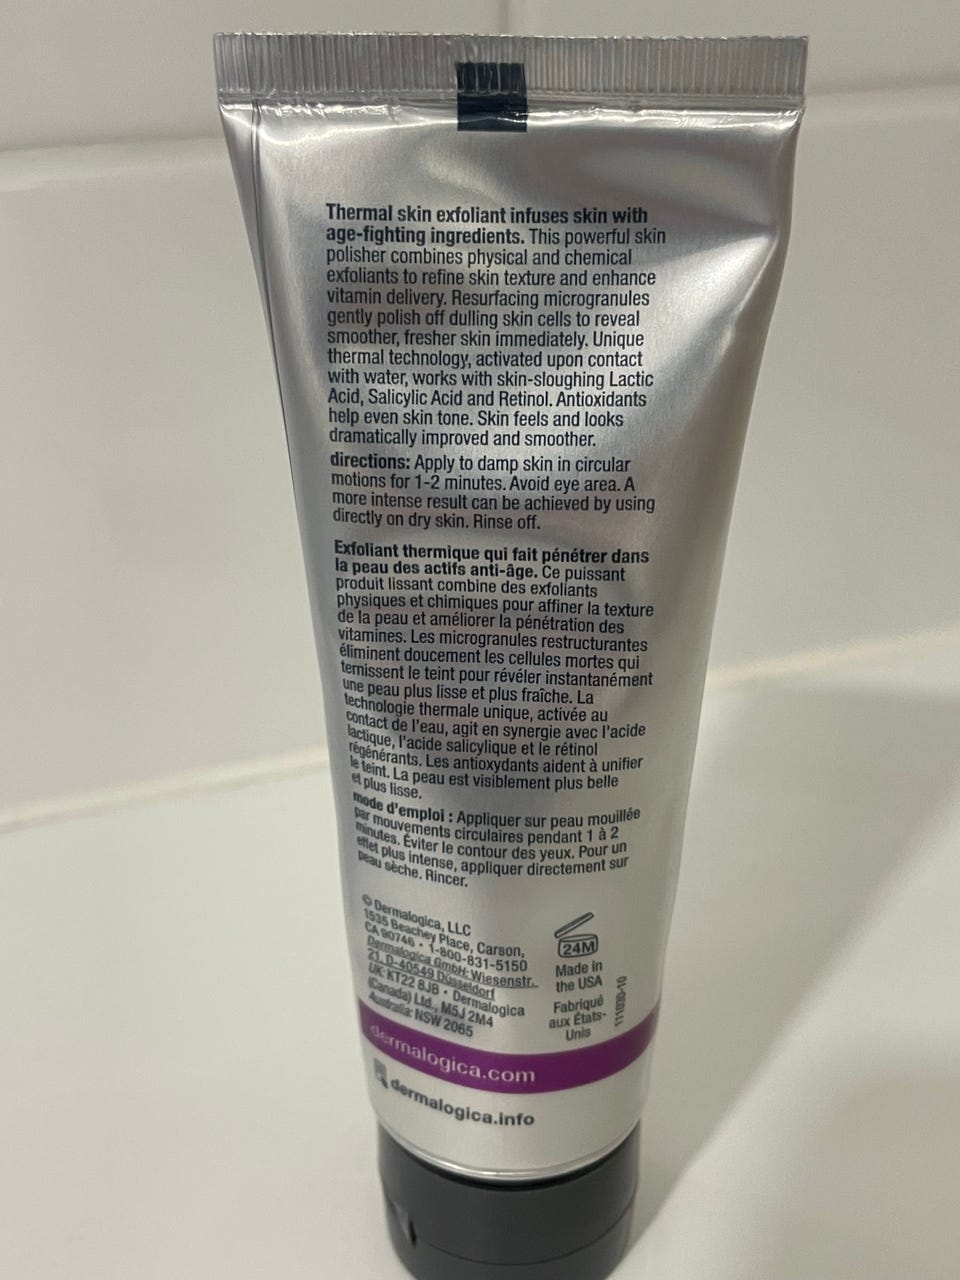 Thermal skin exfoliant infuses skin with
age-fighting ingredients. This powerful skin
polisher combines physical and chemical
exfoliants to refine skin texture and enhance
vitamin delivery. Resurfacing microgranules
gently polish off dulling skin cells to reveal
smoother, fresher skin immediately. Unique
thermal technology, activated upon contact
with water, works with skin-sloughing Lactic
Acid, Salicylic Acid and Retinol. Antioxidants
help even skin tone. Skin feels and looks
dramatically improved and smoother.
directions: Apply to damp skin in circular
motions for 1-2 minutes. Avoid eye area. A
more intense result can be achieved by using
directly on dry skin. Rinse off.
Exfoliant thermique qui fait pénétrer dans
la peau des actifs anti-âge. Ce puissant
produit lissant combine des exfoliants
physiques et chimiques pour affiner la texture
de la peau et améliorer la pénétration des
vitamines. Les microgranules restructurantes
éliminent doucement les cellules mortes qui
ternissent le teint pour révéler instantanément
une peau plus lisse et plus fraîche. La
technologie thermale unique, activée au
contact de l'eau, agit en synergie avec l'acide
lactique, l'acide salicylique et le rétinol
régénérants. Les antioxydants aident à unifier
le teint. La peau est visiblement plus belle
et plus lisse.
mode d'emploi : Appliquer sur peau mouillée
par mouvements circulaires pendant 1 à 2
minutes. Éviter le contour des yeux. Pour un
effet plus intense, appliquer directement sur
peau sèche. Rincer.
© Dermalogica, LLC
1535 Beachey Place, Carson,
CA 90746 • 1-800-831-5150
Dermalogica GmbH: Wiesenstr.
21, D-40549 Düsseldorf
UK: KT22 8JB • Dermalogica
(Canada) Ltd., M5J 2M4
Australia: NSW 2065
24M
Made in
the USA
Fabriqué
aux États-
Unis
111030-10
dermalogica.com
dermalogica.info